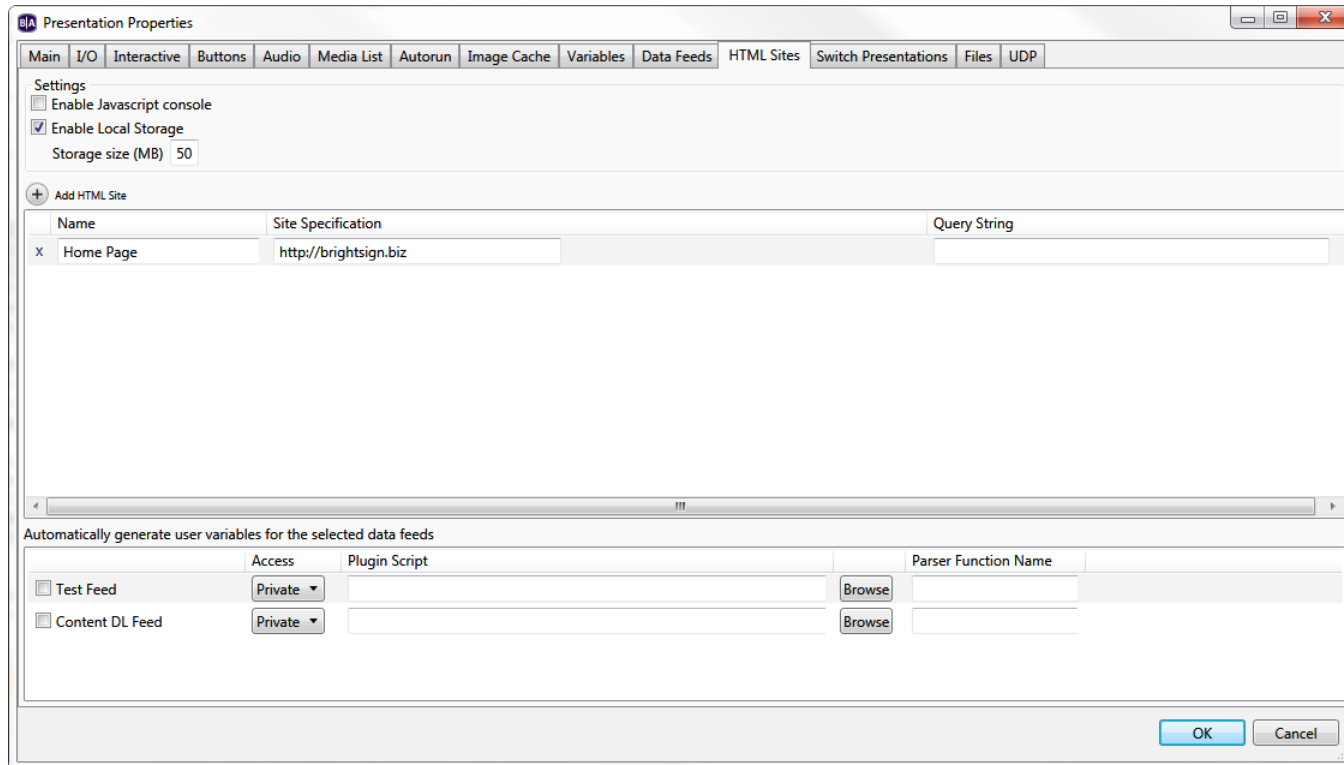 B|A Presentation Properties
Main I/O Interactive Buttons Audio Media List Autorun Image Cache Variables Data Feeds HTML Sites Switch Presentations Files UDP
Settings
Enable Javascript console
Enable Local Storage
Storage size (MB) 50
+ Add HTML Site
Name Site Specification Query String
x Home Page http://brightsign.biz
Automatically generate user variables for the selected data feeds
Access Plugin Script Parser Function Name
Test Feed Private Browse
Content DL Feed Private Browse
OK Cancel